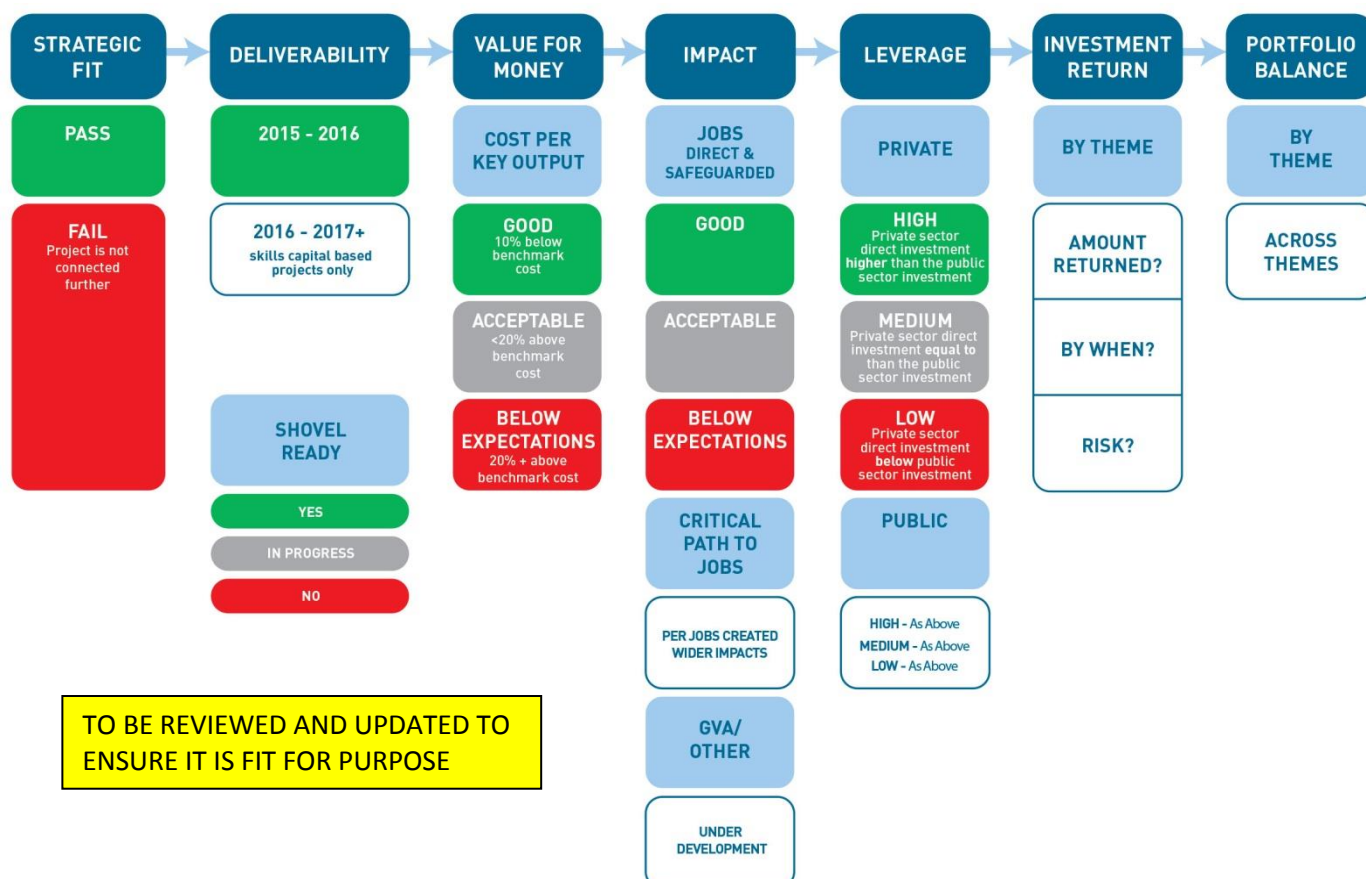 STRATEGIC
FIT
DELIVERABILITY
VALUE FOR
MONEY
IMPACT
LEVERAGE
INVESTMENT
RETURN
PORTFOLIO
BALANCE
PASS
FAIL
Project is not
connected
further
2015 - 2016
2016 - 2017+
skills capital based
projects only
SHOVEL
READY
YES
IN PROGRESS
NO
COST PER
KEY OUTPUT
GOOD
10% below
benchmark
cost
ACCEPTABLE
<20% above
benchmark
cost
BELOW
EXPECTATIONS
20% + above
benchmark cost
JOBS
DIRECT &
SAFEGUARDED
GOOD
ACCEPTABLE
BELOW
EXPECTATIONS
CRITICAL
PATH TO
JOBS
PER JOBS CREATED
WIDER IMPACTS
GVA/
OTHER
UNDER
DEVELOPMENT
PRIVATE
HIGH
Private sector
direct investment
higher than the public
sector investment
MEDIUM
Private sector direct
investment equal to
than the public
sector investment
LOW
Private sector
direct investment
below public
sector investment
PUBLIC
HIGH - As Above
MEDIUM - As Above
LOW - As Above
BY THEME
AMOUNT
RETURNED?
BY WHEN?
RISK?
BY
THEME
ACROSS
THEMES
TO BE REVIEWED AND UPDATED TO
ENSURE IT IS FIT FOR PURPOSE